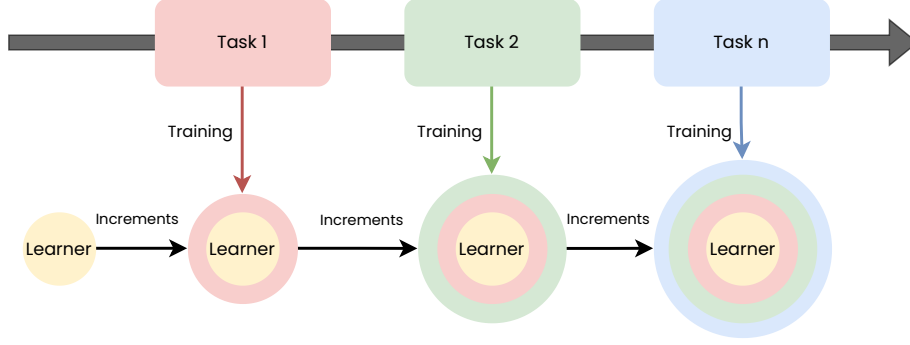 Task 1
Task 2
Task n
Training
Training
Training
Increments
Increments
Increments
Learner
Learner
Learner
Learner